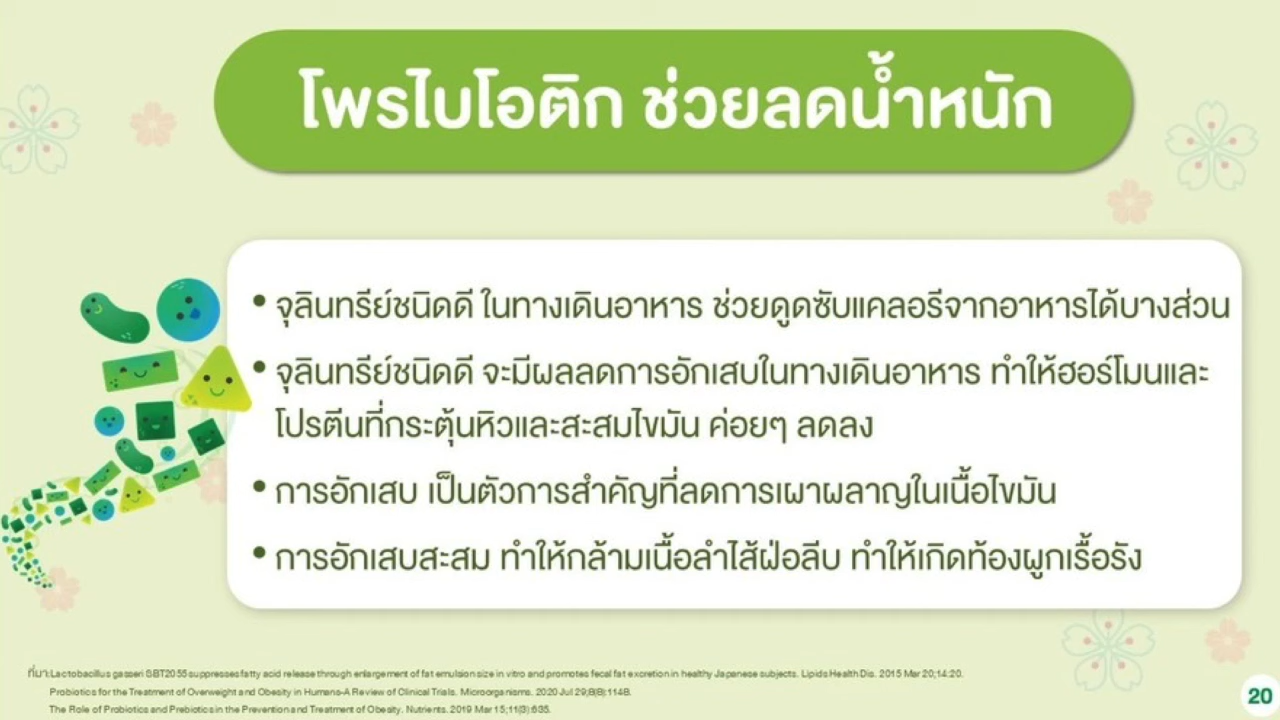 โพรไบโอติก ช่วยลดน้ำหนัก
• จุลินทรีย์ชนิดดี ในทางเดินอาหาร ช่วยดูดซับแคลอรีจากอาหารได้บางส่วน
• จุลินทรีย์ชนิดดี จะมีผลลดการอักเสบในทางเดินอาหาร ทำให้ฮอร์โมนและ
โปรตีนที่กระตุ้นหิวและสะสมไขมัน ค่อยๆ ลดลง
• การอักเสบ เป็นตัวการสำคัญที่ลดการเผาผลาญในเนื้อไขมัน
• การอักเสบสะสม ทำให้กล้ามเนื้อลำไส้ฝ่อลีบ ทำให้เกิดท้องผูกเรื้อรัง
ที่มา:Lactobacillus gasseri SBT2055 suppresses fatty acid release through enlargement of fat emulsion size in vitro and promotes fecal fat excretion in healthy Japanese subjects. Lipids Health Dis. 2015 Mar 20;14:20.
Probiotics for the Treatment of Overweight and Obesity in Humans-A Review of Clinical Trials. Microorganisms. 2020 Jul 29;8(8):1148.
The Role of Probiotics and Prebiotics in the Prevention and Treatment of Obesity. Nutrients. 2019 Mar 15;11(3):635.
20